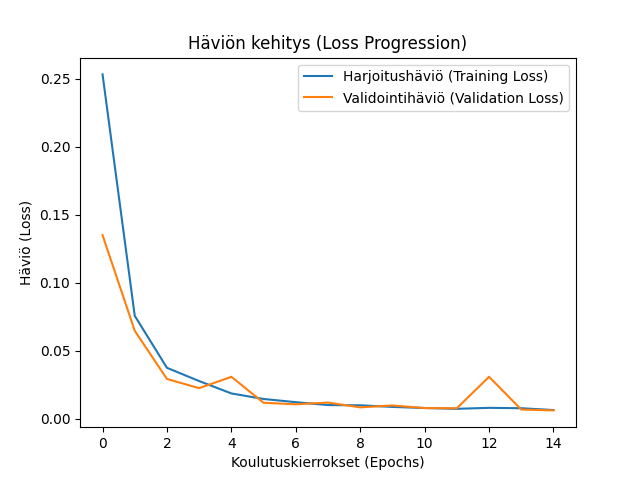 Häviön kehitys (Loss Progression)
Harjoitushäviö (Training Loss)
Validointihäviö (Validation Loss)
Häviö (Loss)
0.25
0.20
0.15
0.10
0.05
0.00
0 2 4 6 8 10 12 14
Koulutuskierrokset (Epochs)